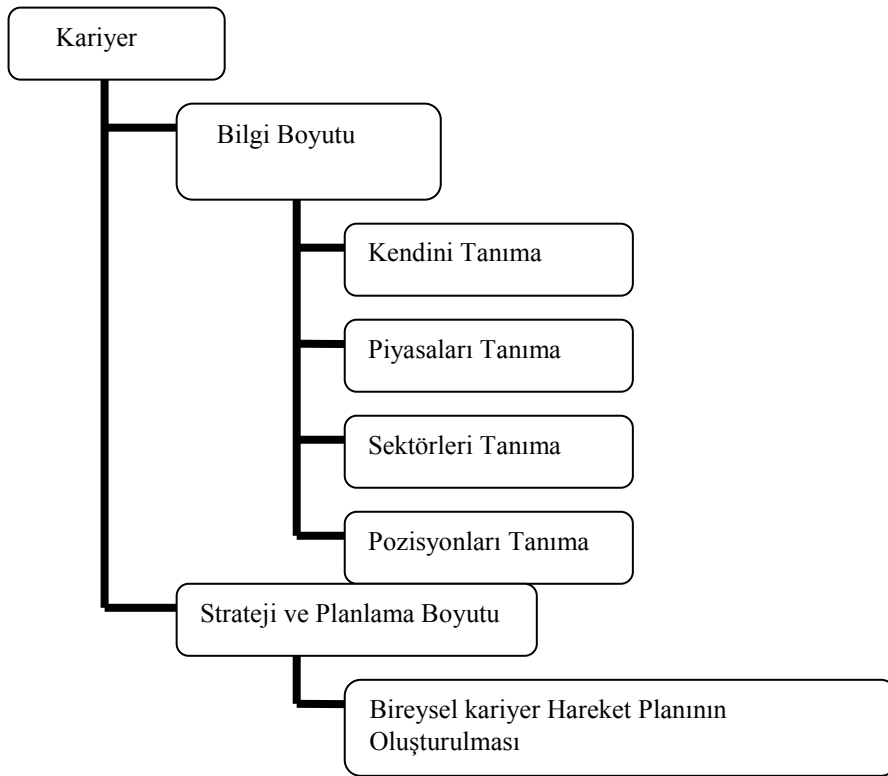 Kariyer
Bilgi Boyutu
Kendini Tanıma
Piyasaları Tanıma
Sektörleri Tanıma
Pozisyonları Tanıma
Strateji ve Planlama Boyutu
Bireysel kariyer Hareket Planının
Oluşturulması